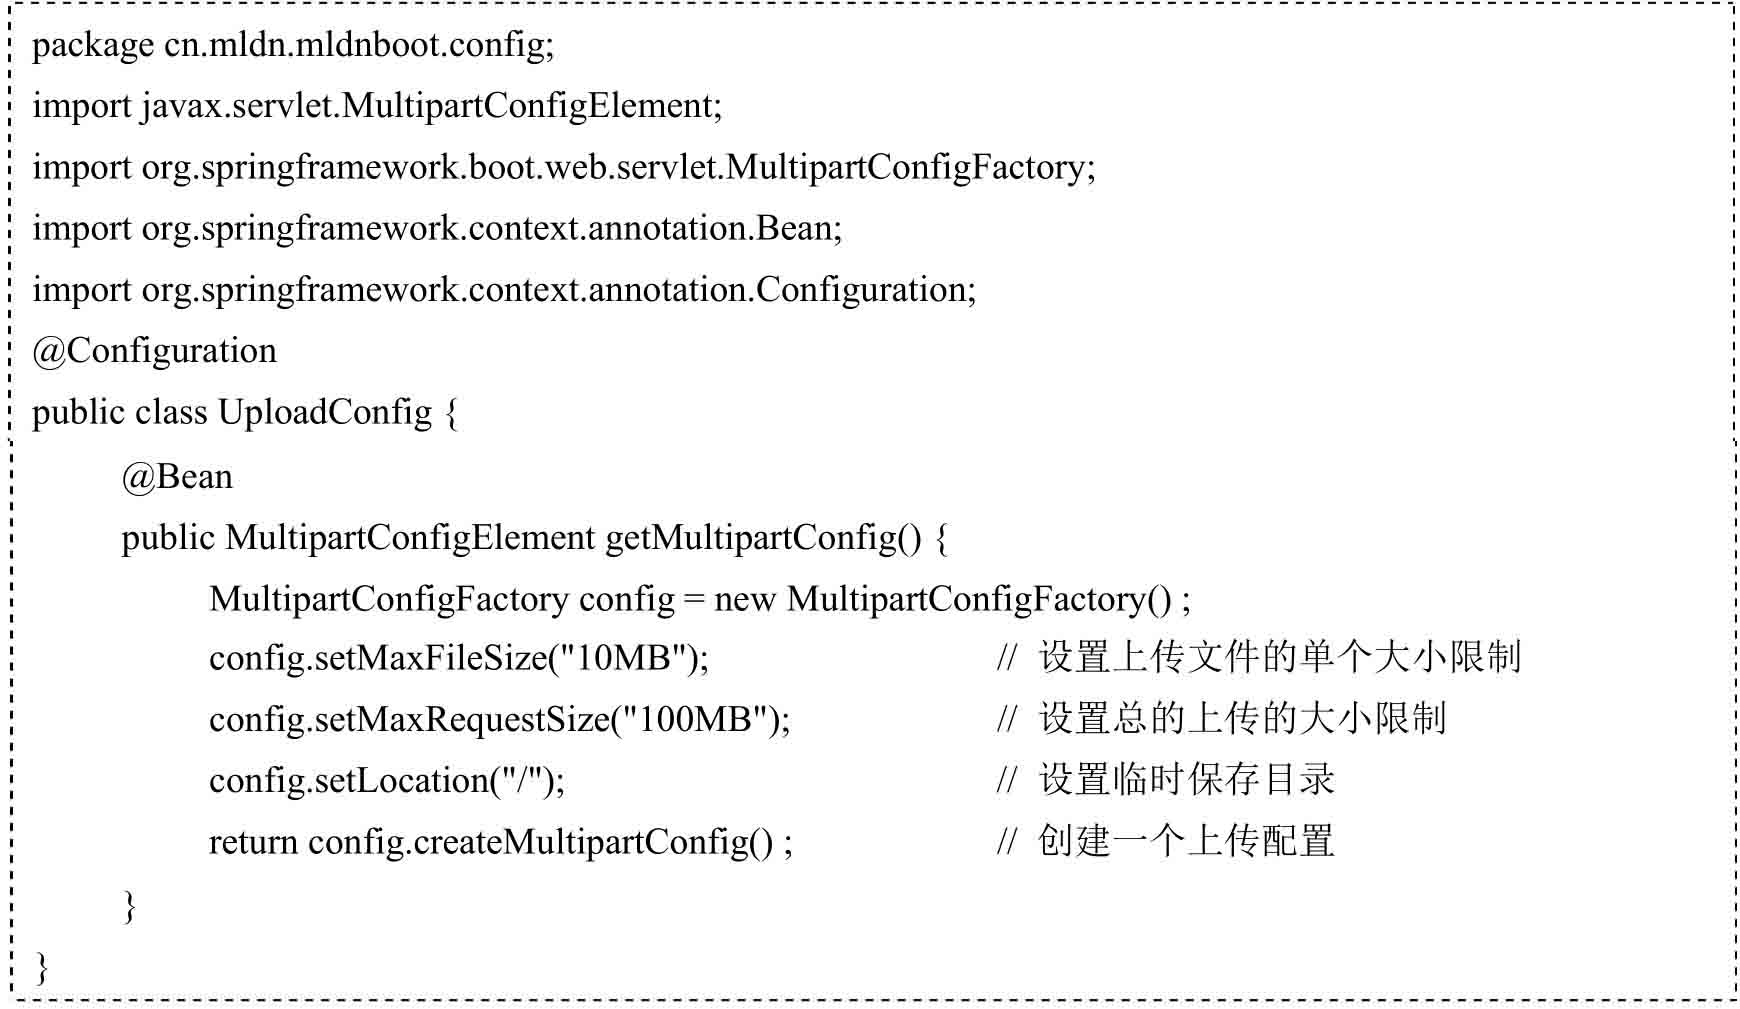 package cn.mldn.mldnboot.config;
import javax.servlet.MultipartConfigElement;
import org.springframework.boot.web.servlet.MultipartConfigFactory;
import org.springframework.context.annotation.Bean;
import org.springframework.context.annotation.Configuration;
@Configuration
public class UploadConfig {
@Bean
public MultipartConfigElement getMultipartConfig() {
MultipartConfigFactory config = new MultipartConfigFactory() ;
config.setMaxFileSize("10MB"); // 设置上传文件的单个大小限制
config.setMaxRequestSize("100MB"); // 设置总的上传的大小限制
config.setLocation("/"); // 设置临时保存目录
return config.createMultipartConfig() ; // 创建一个上传配置
}
}